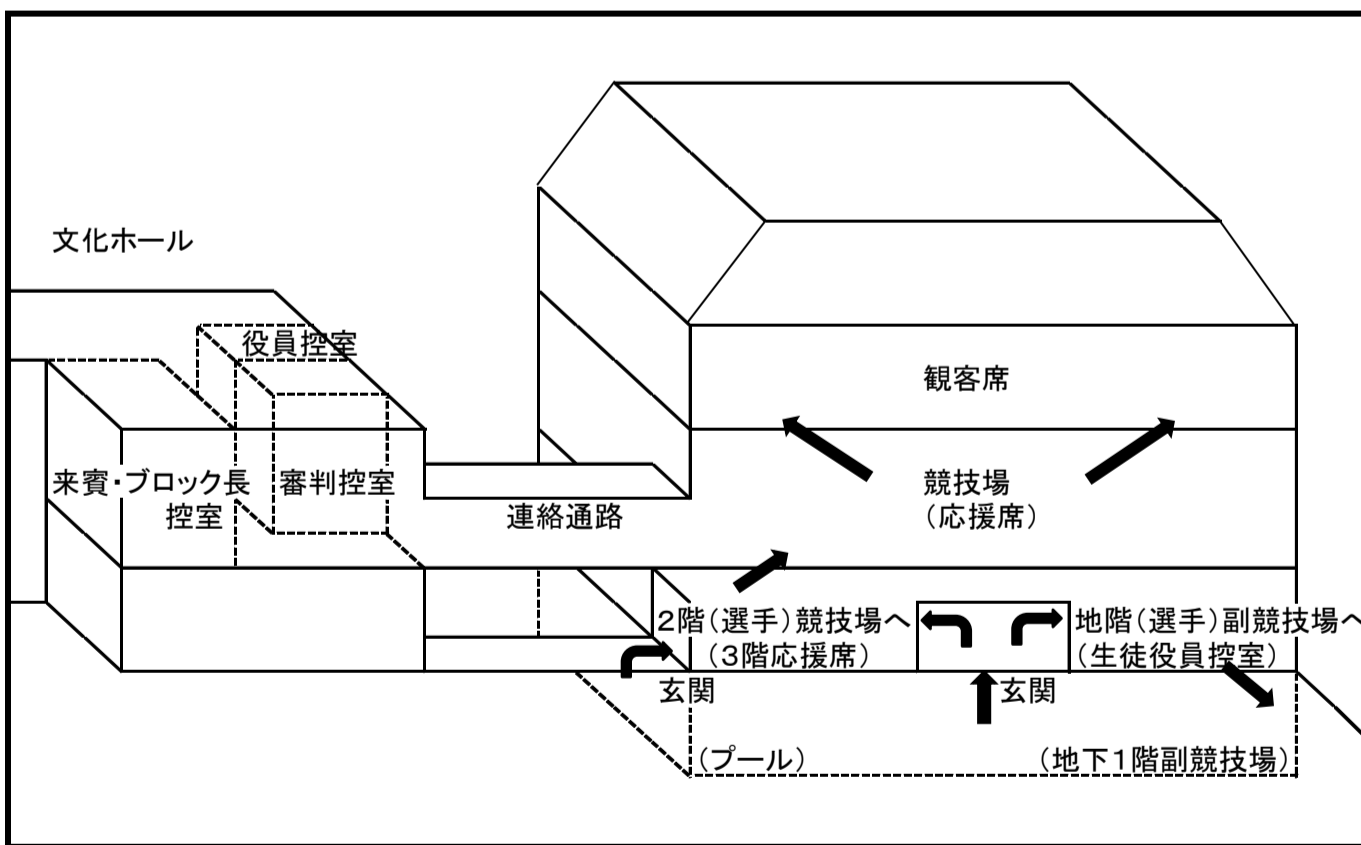 文化ホール
役員控室
来賓・ブロック長
控室
審判控室
連絡通路
観客席
競技場
（応援席）
２階（選手）競技場へ
（３階応援席）
地階（選手）副競技場へ
（生徒役員控室）
玄関
玄関
（プール）
（地下１階副競技場）